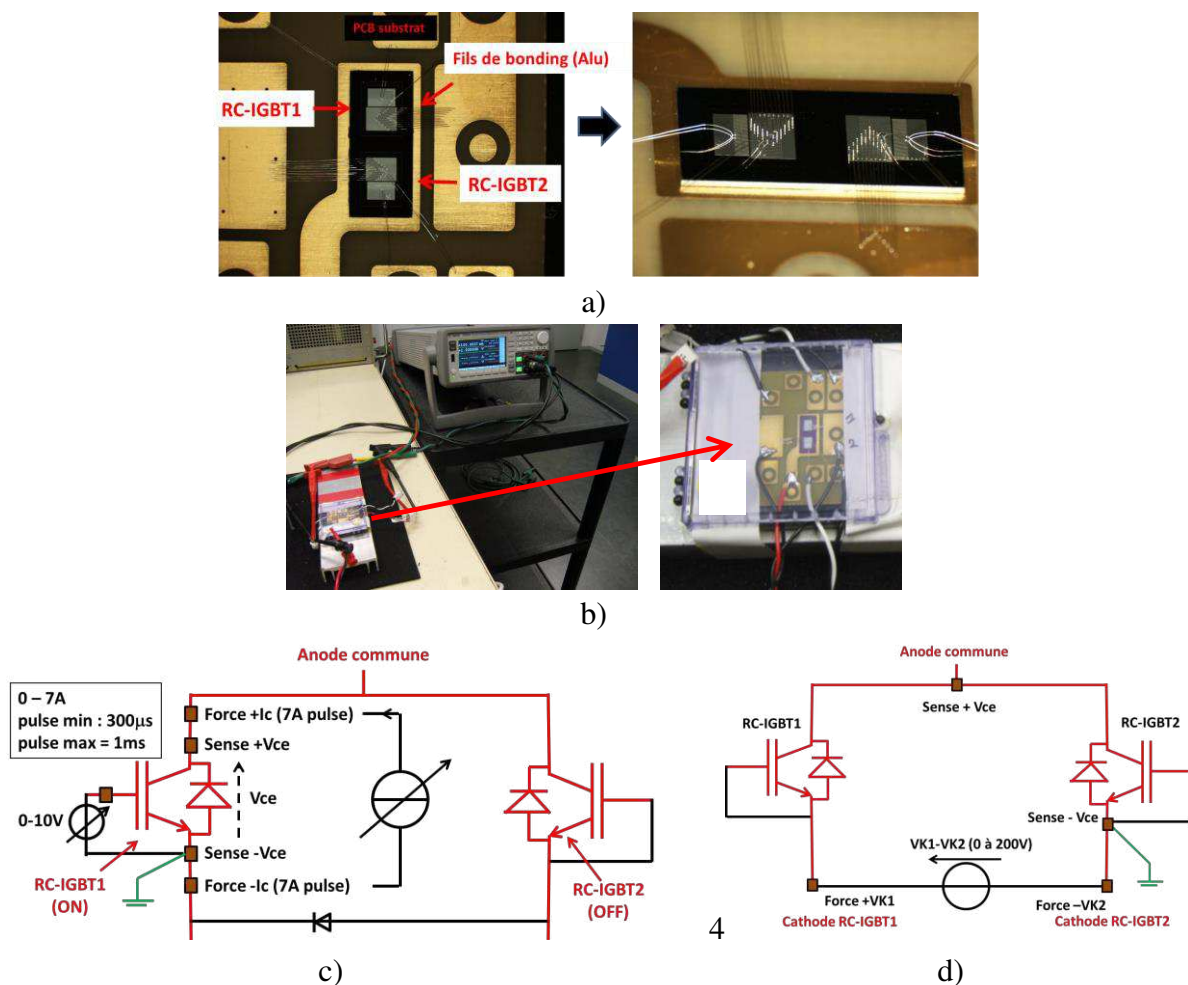 PCB substrat
Fils de bonding (Alu)
RC-IGBT1
RC-IGBT2
a)
b)
Anode commune
0 – 7A
pulse min : 300µs
pulse max = 1ms
Force +Ic (7A pulse)
Sense +Vce
Vce
0-10V
Sense -Vce
Force -Ic (7A pulse)
RC-IGBT1
(ON)
RC-IGBT2
(OFF)
4
c)
Anode commune
Sense + Vce
RC-IGBT1
RC-IGBT2
Sense - Vce
VK1-VK2 (0 à 200V)
Force +VK1
Force –VK2
Cathode RC-IGBT1
Cathode RC-IGBT2
d)